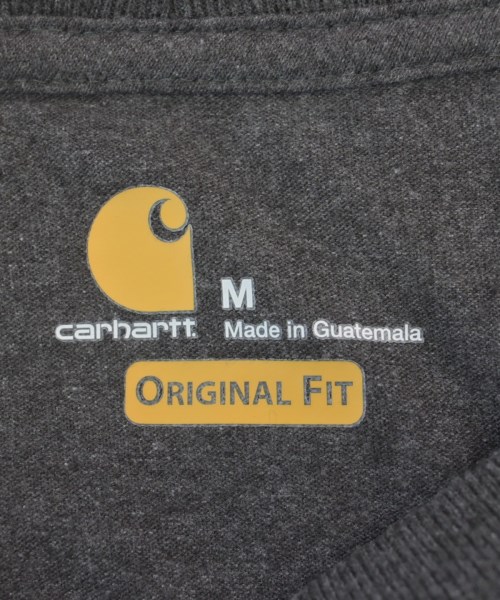 M
carhartt.
Made in Guatemala
ORIGINAL FIT